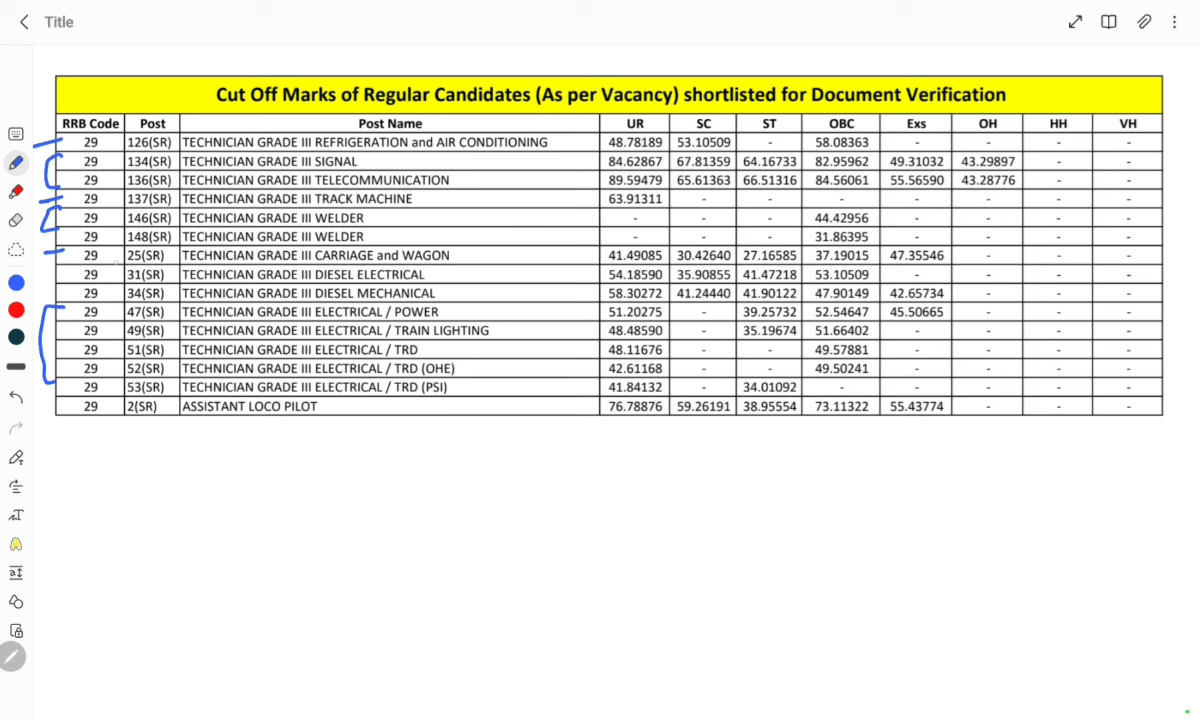 Title
Cut Off Marks of Regular Candidates (As per Vacancy) shortlisted for Document Verification
RRB Code Post Post Name UR SC ST OBC Exs OH HH VH
29 126(SR) TECHNICIAN GRADE III REFRIGERATION and AIR CONDITIONING 48.78189 53.10509 - 58.08363 - - - -
29 134(SR) TECHNICIAN GRADE III SIGNAL 84.62867 67.81359 64.16733 82.95962 49.31032 43.29897 - -
29 136(SR) TECHNICIAN GRADE III TELECOMMUNICATION 89.59479 65.61363 66.51316 84.56061 55.56590 43.28776 - -
29 137(SR) TECHNICIAN GRADE III TRACK MACHINE 63.91311 - - - - - - -
29 146(SR) TECHNICIAN GRADE III WELDER - - - 44.42956 - - - -
29 148(SR) TECHNICIAN GRADE III WELDER - - - 31.86395 - - - -
29 25(SR) TECHNICIAN GRADE III CARRIAGE and WAGON 41.49085 30.42640 27.16585 37.19015 47.35546 - - -
29 31(SR) TECHNICIAN GRADE III DIESEL ELECTRICAL 54.18590 35.90855 41.47218 53.10509 - - - -
29 34(SR) TECHNICIAN GRADE III DIESEL MECHANICAL 58.30272 41.24440 41.90122 47.90149 42.65734 - - -
29 47(SR) TECHNICIAN GRADE III ELECTRICAL / POWER 51.20275 - 39.25732 52.54647 45.50665 - - -
29 49(SR) TECHNICIAN GRADE III ELECTRICAL / TRAIN LIGHTING 48.48590 - 35.19674 51.66402 - - - -
29 51(SR) TECHNICIAN GRADE III ELECTRICAL / TRD 48.11676 - - 49.57881 - - - -
29 52(SR) TECHNICIAN GRADE III ELECTRICAL / TRD (OHE) 42.61168 - - 49.50241 - - - -
29 53(SR) TECHNICIAN GRADE III ELECTRICAL / TRD (PSI) 41.84132 - 34.01092 - - - - -
29 2(SR) ASSISTANT LOCO PILOT 76.78876 59.26191 38.95554 73.11322 55.43774 - - -